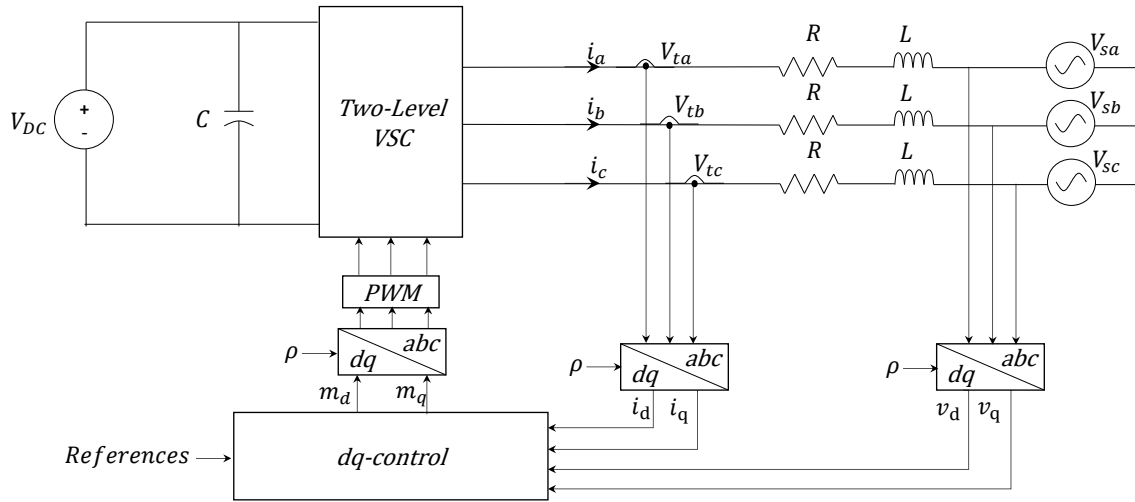 i_a V_ta R L V_sa
V_DC + - C Two-Level VSC
i_b V_tb R L V_sb
i_c V_tc R L V_sc
PWM
ρ dq abc
ρ dq abc
ρ dq abc
m_d m_q
i_d i_q
v_d v_q
References
dq-control